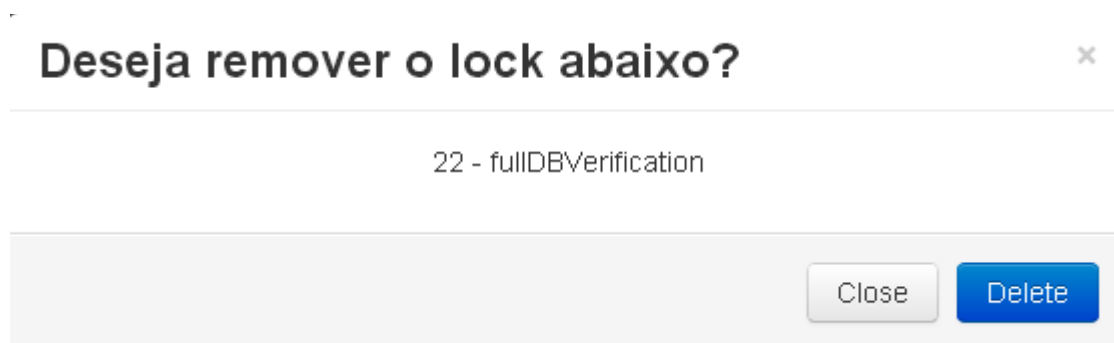 Deseja remover o lock abaixo?
×
22 - fullDBVerification
Close
Delete